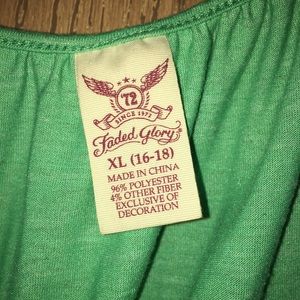 '72
SINCE 1972
Faded Glory®
XL (16-18)
MADE IN CHINA
96% POLYESTER
4% OTHER FIBER
EXCLUSIVE OF
DECORATION